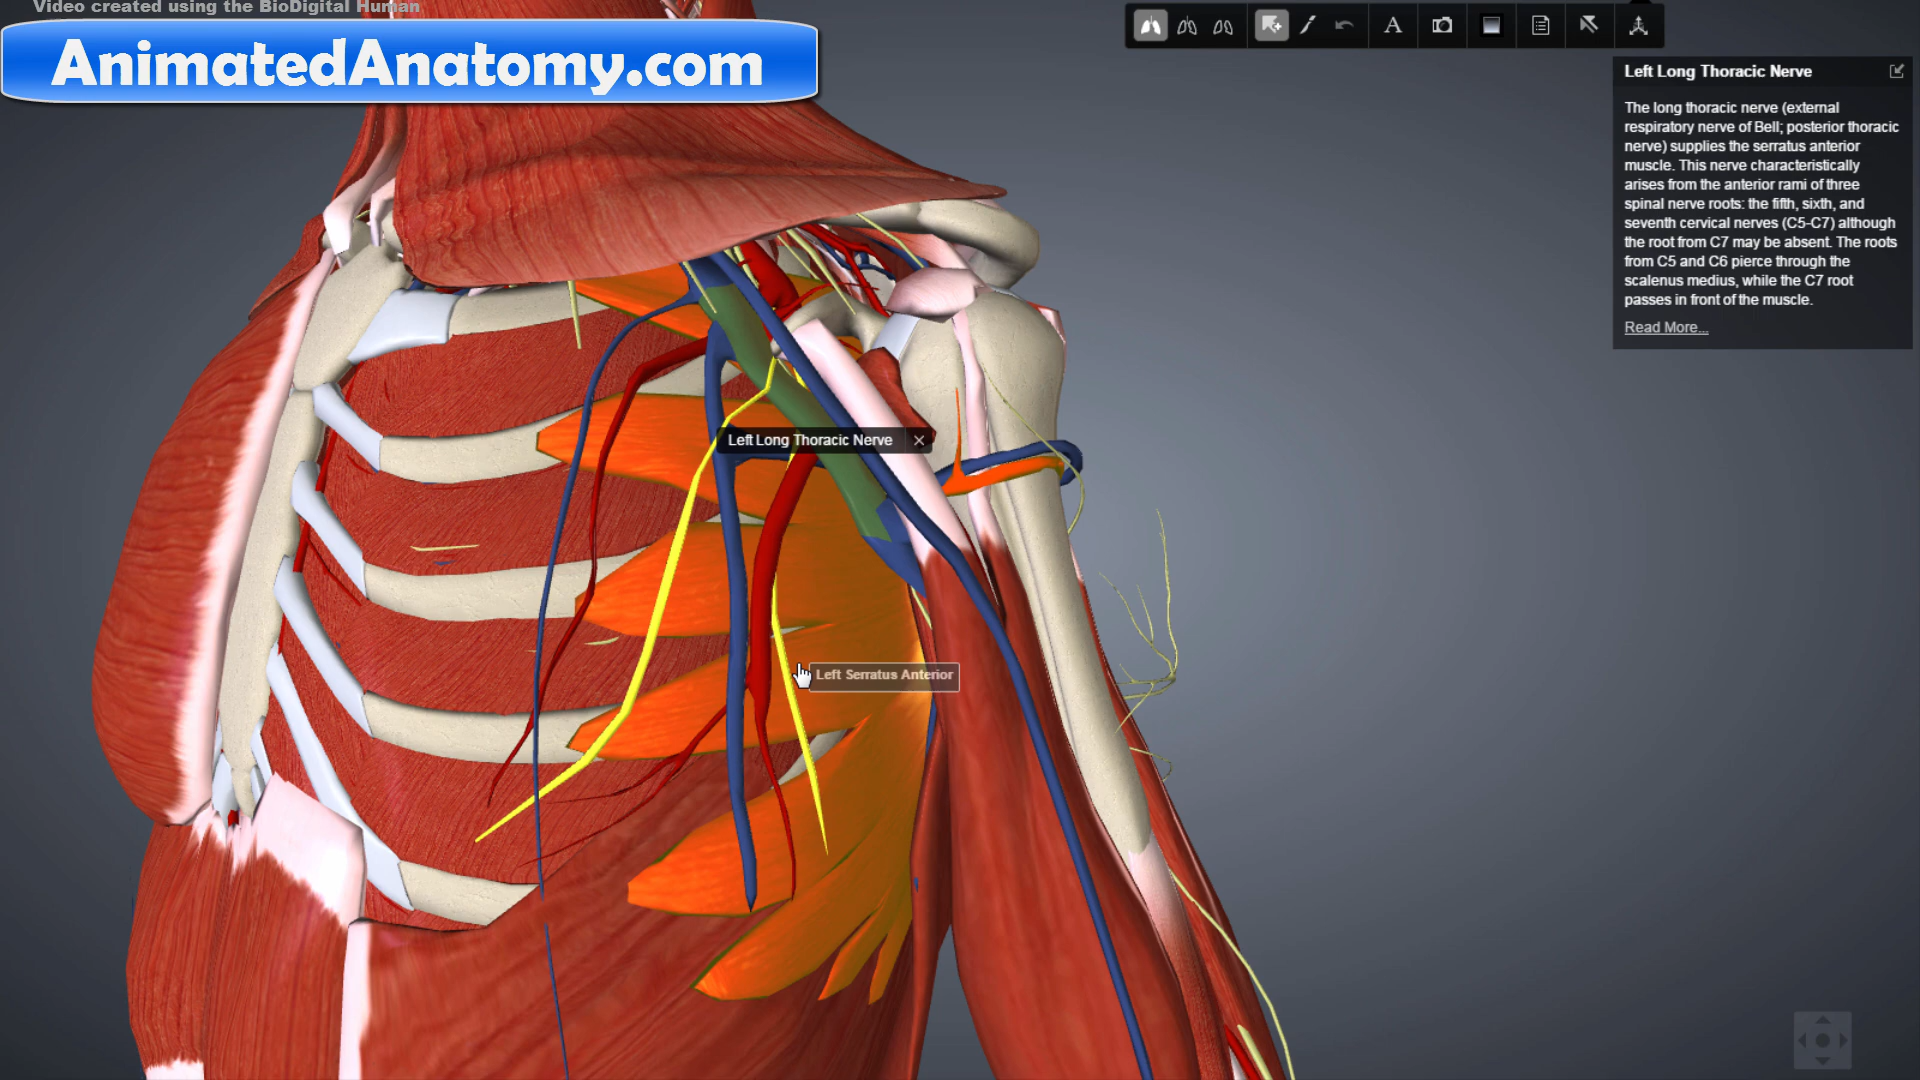 Video created using the BioDigital Human
AnimatedAnatomy.com
A
Left Long Thoracic Nerve
The long thoracic nerve (external
respiratory nerve of Bell; posterior thoracic
nerve) supplies the serratus anterior
muscle. This nerve characteristically
arises from the anterior rami of three
spinal nerve roots: the fifth, sixth, and
seventh cervical nerves (C5-C7) although
the root from C7 may be absent. The roots
from C5 and C6 pierce through the
scalenus medius, while the C7 root
passes in front of the muscle.
Read More...
Left Long Thoracic Nerve
Left Serratus Anterior